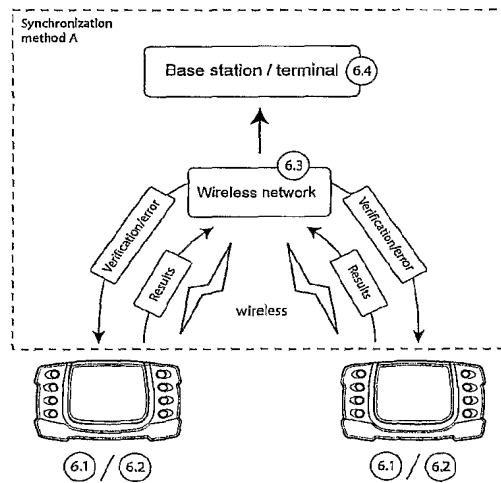 Synchronization
method A
Base station / terminal
6.4
6.3
Wireless network
Verification/error
Results
wireless
Results
Verification/error
6.1 / 6.2
6.1 / 6.2